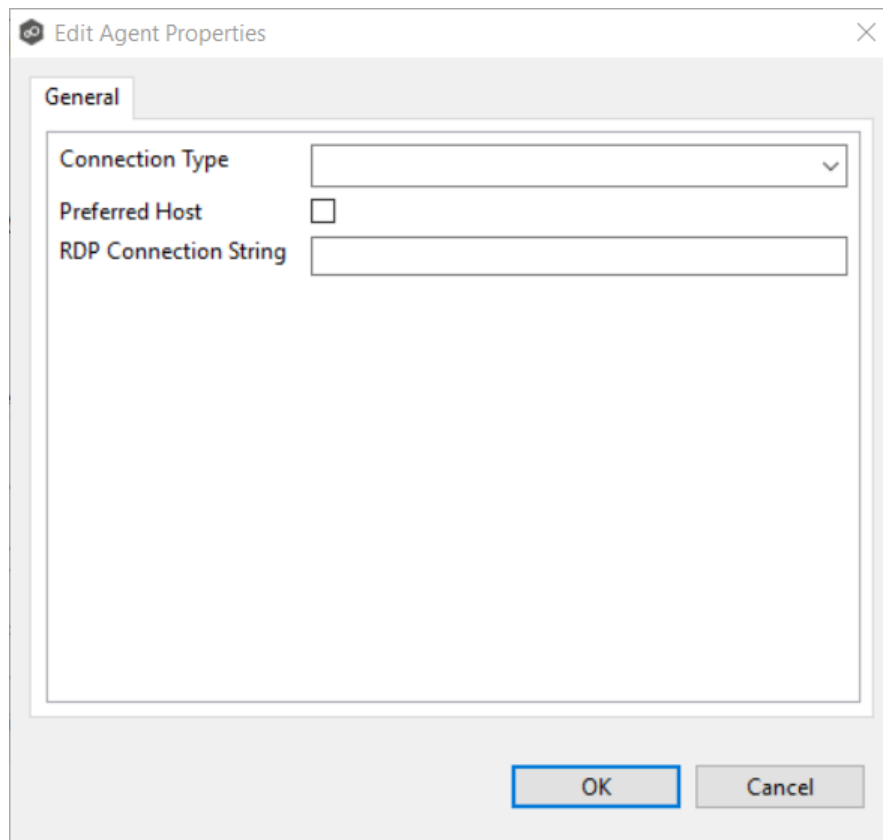 Edit Agent Properties
General
Connection Type
Preferred Host
RDP Connection String
OK
Cancel